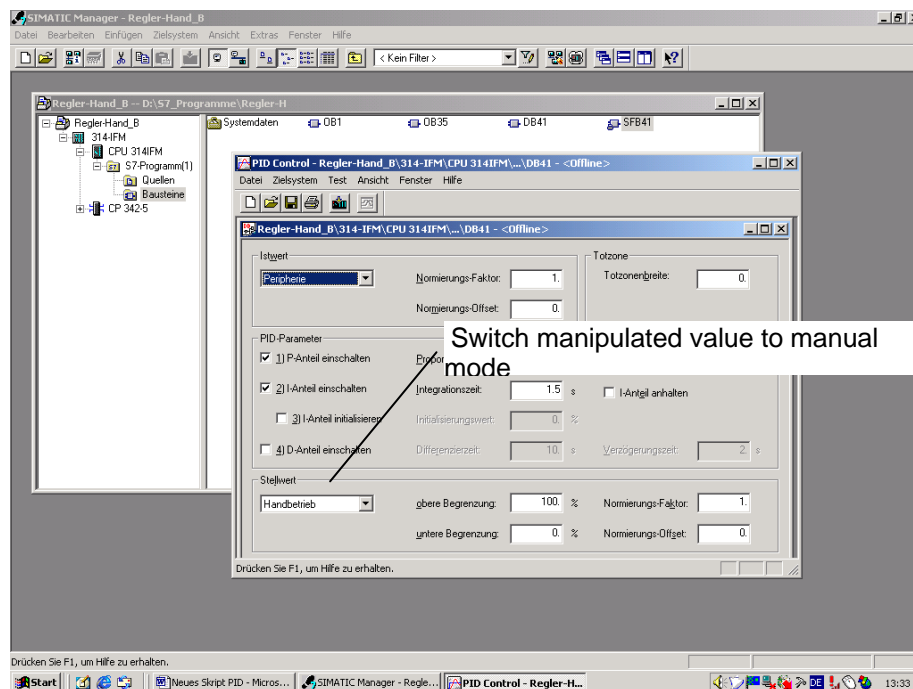 SIMATIC Manager - Regler-Hand_B
Datei Bearbeiten Einfügen Zielsystem Ansicht Extras Fenster Hilfe
< Kein Filter >
Regler-Hand_B -- D:\S7_Programme\Regler-H
Regler-Hand_B
314-IFM
CPU 314IFM
S7-Programm(1)
Quellen
Bausteine
CP 342-5
Systemdaten OB1 OB35 DB41 SFB41
PID Control - Regler-Hand_B\314-IFM\CPU 314IFM\...\DB41 - <Offline>
Datei Zielsystem Test Ansicht Fenster Hilfe
Regler-Hand_B\314-IFM\CPU 314IFM\...\DB41 - <Offline>
Istwert Totzone
Peripherie Normierungs-Faktor: 1. Totzonenbreite: 0.
Normierungs-Offset: 0.
Switch manipulated value to manual
mode
PID-Parameter
1) P-Anteil einschalten Propor
2) I-Anteil einschalten Integrationszeit: 1.5 s I-Anteil anhalten
3) I-Anteil initialisieren Initialisierungswert: 0. %
4) D-Anteil einschalten Differenzierzeit: 10. s Verzögerungszeit: 2. s
Stellwert
Handbetrieb obere Begrenzung: 100. % Normierungs-Faktor: 1.
untere Begrenzung: 0. % Normierungs-Offset: 0.
Drücken Sie F1, um Hilfe zu erhalten.
Drücken Sie F1, um Hilfe zu erhalten.
Start Neues Skript PID - Micros... SIMATIC Manager - Regle... PID Control - Regler-H... DE 13:33